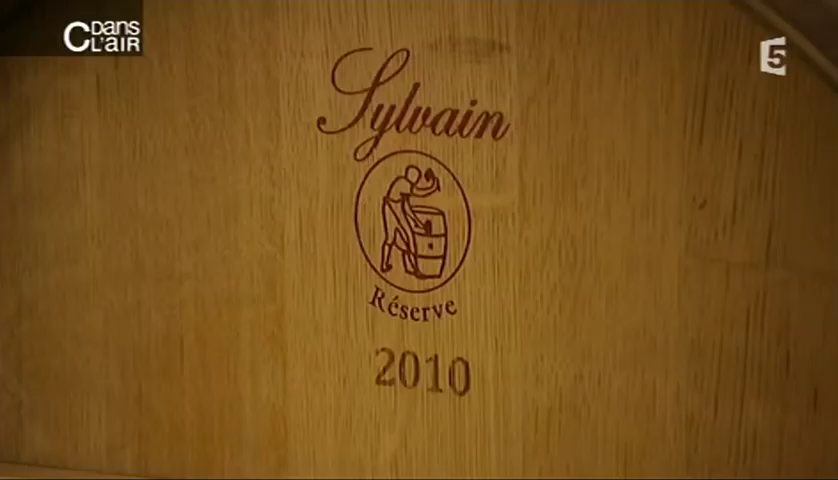 C DANS
L'AIR
5
Sylvain
Réserve
2010